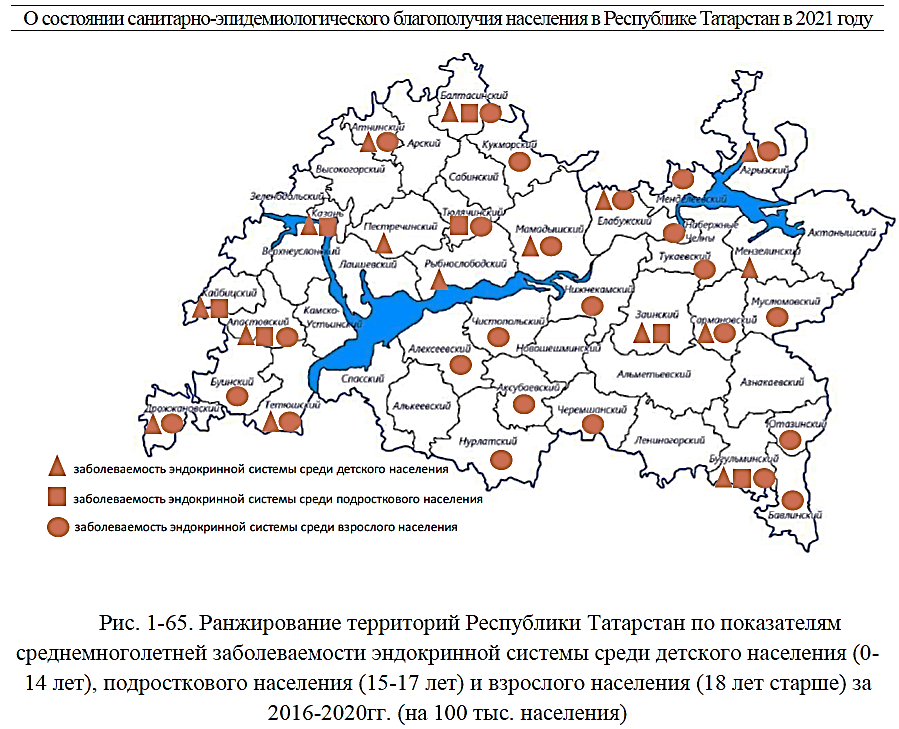 О состоянии санитарно-эпидемиологического благополучия населения в Республике Татарстан в 2021 году
Балтасинский
Атнинский
Арский
Кукморский
Высокогорский
Сабинский
Агрызский
Зеленодольский
Казань
Тюлячинский
Менделеевский
Елабужский
Пестречинский
Мамадышский
Набережные
Челны
Актанышский
Верхнеуслонский
Лаишевский
Рыбнослободский
Тукаевский
Мензелинский
Кайбицкий
Нижнекамский
Муслюмовский
Камско-
Устьинский
Апастовский
Чистопольский
Заинский
Сармановский
Алексеевский
Новошешминский
Буинский
Спасский
Аксубаевский
Альметьевский
Азнакаевский
Дрожжановский
Тетюшский
Алькеевский
Черемшанский
Ютазинский
Нурлатский
Лениногорский
Бугульминский
Бавлинский
заболеваемость эндокринной системы среди детского населения
заболеваемость эндокринной системы среди подросткового населения
заболеваемость эндокринной системы среди взрослого населения
Рис. 1-65. Ранжирование территорий Республики Татарстан по показателям
среднемноголетней заболеваемости эндокринной системы среди детского населения (0-
14 лет), подросткового населения (15-17 лет) и взрослого населения (18 лет старше) за
2016-2020гг. (на 100 тыс. населения)